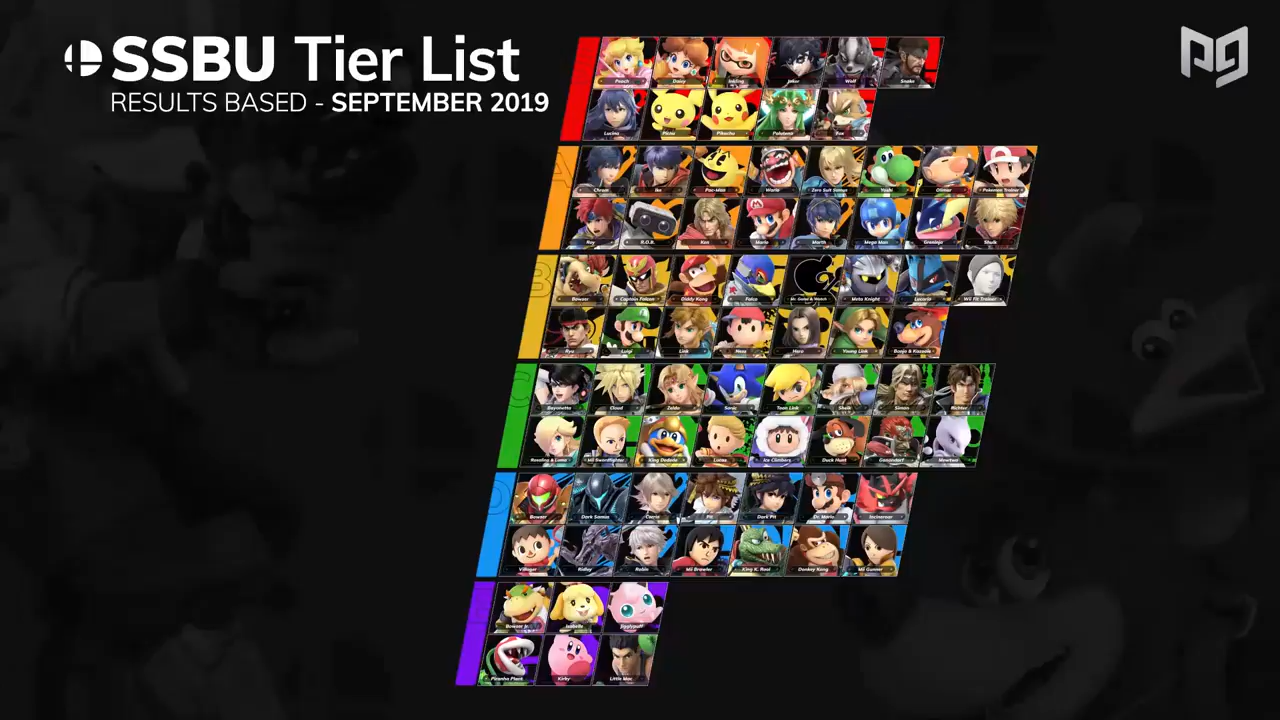 SSBU Tier List
RESULTS BASED - SEPTEMBER 2019
pg
Peach Daisy Inkling Joker Wolf Snake
Lucina Pichu Pikachu Palutena Fox
A
Chrom Ike Pac-Man Wario Zero Suit Samus Yoshi Olimar Pokemon Trainer
Roy R.O.B. Ken Mario Marth Mega Man Greninja Shulk
B
Bowser Captain Falcon Diddy Kong Falco Mr. Game & Watch Meta Knight Lucario Wii Fit Trainer
Ryu Luigi Link Ness Hero Young Link Banjo & Kazooie
C
Bayonetta Cloud Zelda Sonic Toon Link Sheik Simon Richter
Rosalina & Luma Mii Swordfighter King Dedede Lucas Ice Climbers Duck Hunt Ganondorf Mewtwo
D
Bowser Dark Samus Corrin Pit Dark Pit Dr. Mario Incineroar
Villager Ridley Robin Mii Brawler King K. Rool Donkey Kong Mii Gunner
Bowser Jr. Isabelle Jigglypuff
Piranha Plant Kirby Little Mac